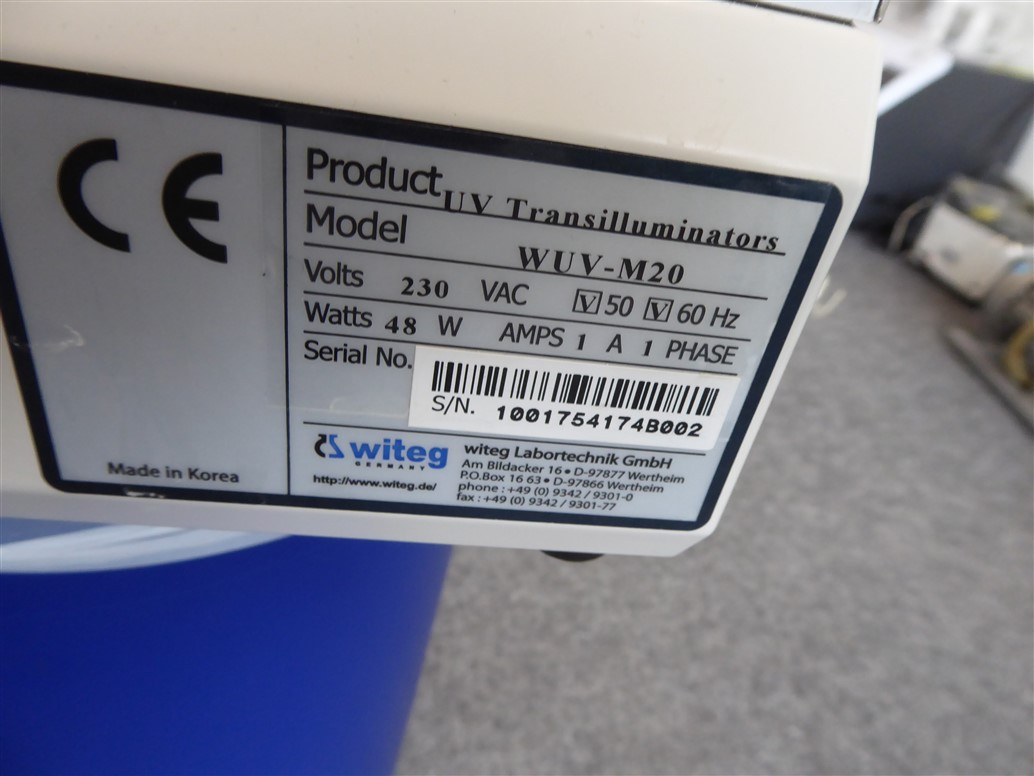 CE
Made in Korea
Product UV Transilluminators
Model WUV-M20
Volts 230 VAC ☑ 50 ☑ 60 Hz
Watts 48 W AMPS 1 A 1 PHASE
Serial No.
S/N. 1001754174B002
witeg
GERMANY
http://www.witeg.de/
witeg Labortechnik GmbH
Am Bildacker 16 • D-97877 Wertheim
P.O.Box 16 63 • D-97866 Wertheim
phone : +49 (0) 9342 / 9301-0
fax : +49 (0) 9342 / 9301-77